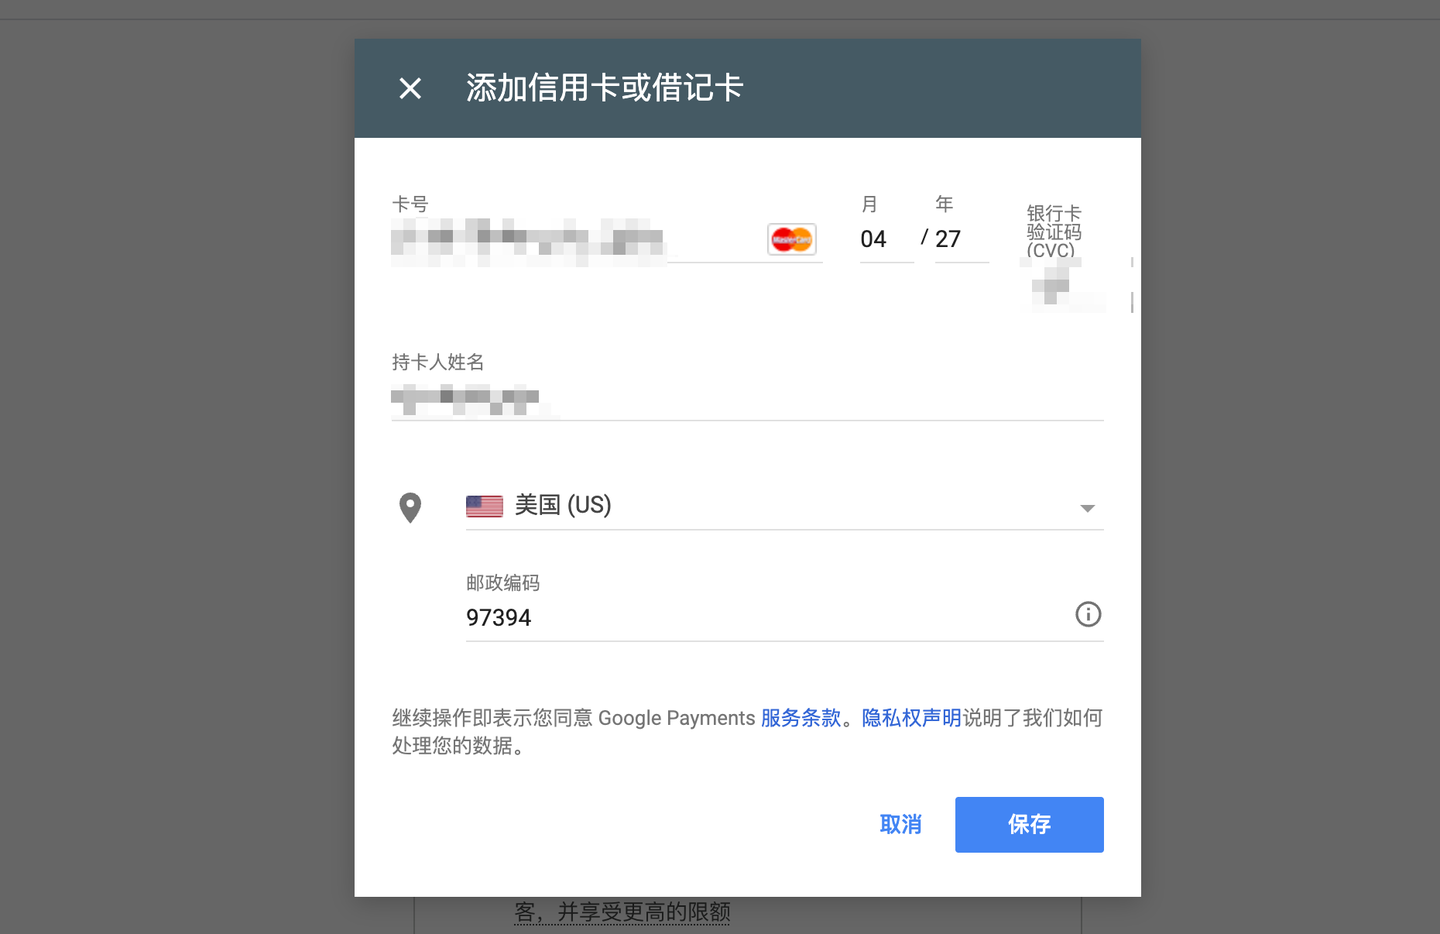 添加信用卡或借记卡
卡号
MasterCard
月
年
04 / 27
银行卡
验证码
(CVC)
持卡人姓名
美国 (US)
邮政编码
97394
继续操作即表示您同意 Google Payments 服务条款。隐私权声明说明了我们如何
处理您的数据。
取消
保存
客，并享受更高的限额